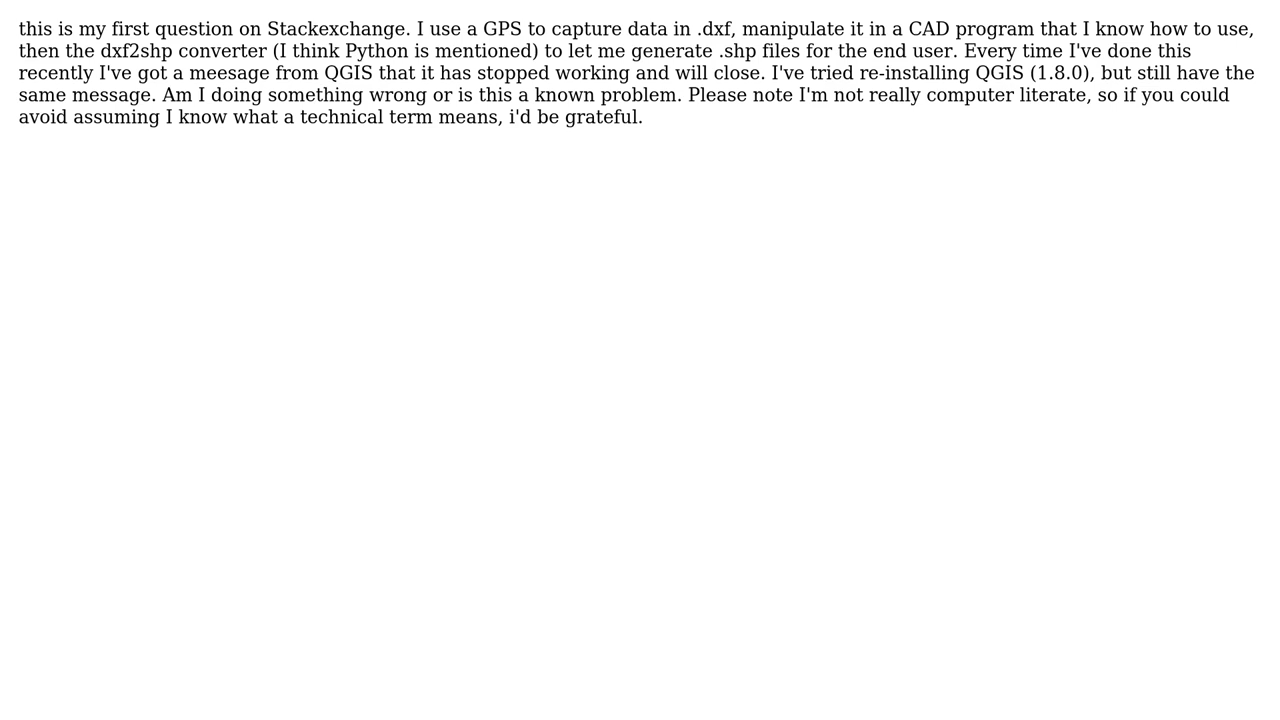 this is my first question on Stackexchange. I use a GPS to capture data in .dxf, manipulate it in a CAD program that I know how to use,
then the dxf2shp converter (I think Python is mentioned) to let me generate .shp files for the end user. Every time I've done this
recently I've got a meesage from QGIS that it has stopped working and will close. I've tried re-installing QGIS (1.8.0), but still have the
same message. Am I doing something wrong or is this a known problem. Please note I'm not really computer literate, so if you could
avoid assuming I know what a technical term means, i'd be grateful.